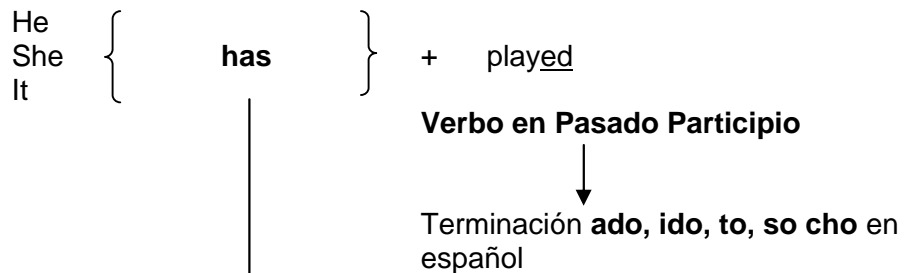 He
She has + played
It
Verbo en Pasado Participio
Terminación ado, ido, to, so cho en
español